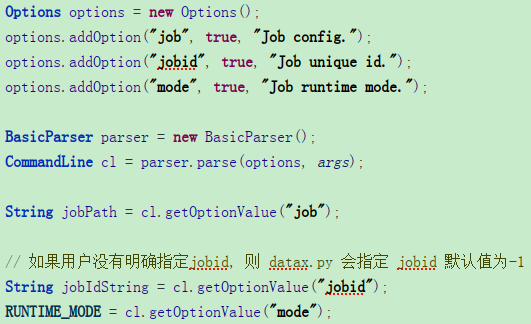 Options options = new Options();
options.addOption("job", true, "Job config.");
options.addOption("jobid", true, "Job unique id.");
options.addOption("mode", true, "Job runtime mode.");
BasicParser parser = new BasicParser();
CommandLine cl = parser.parse(options, args);
String jobPath = cl.getOptionValue("job");
// 如果用户没有明确指定jobid, 则 datax.py 会指定 jobid 默认值为-1
String jobIdString = cl.getOptionValue("jobid");
RUNTIME_MODE = cl.getOptionValue("mode");